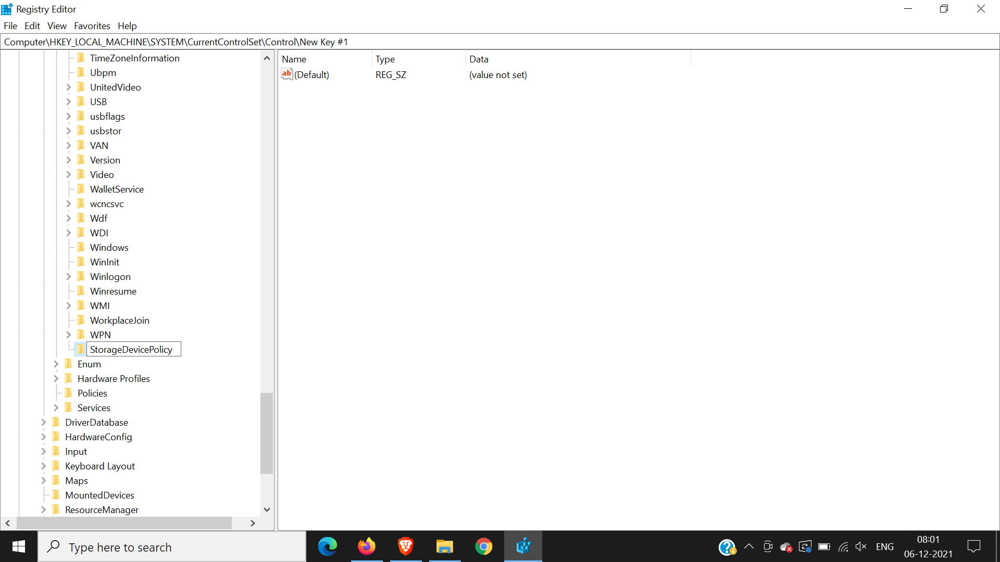 Registry Editor
File Edit View Favorites Help
Computer\HKEY_LOCAL_MACHINE\SYSTEM\CurrentControlSet\Control\New Key #1
TimeZoneInformation
Ubpm
UnitedVideo
USB
usbflags
usbstor
VAN
Version
Video
WalletService
wcncsvc
Wdf
WDI
Windows
WinInit
Winlogon
Winresume
WMI
WorkplaceJoin
WPN
StorageDevicePolicy
Enum
Hardware Profiles
Policies
Services
DriverDatabase
HardwareConfig
Input
Keyboard Layout
Maps
MountedDevices
ResourceManager
Name Type Data
ab (Default) REG_SZ (value not set)
Type here to search
ENG
08:01
06-12-2021